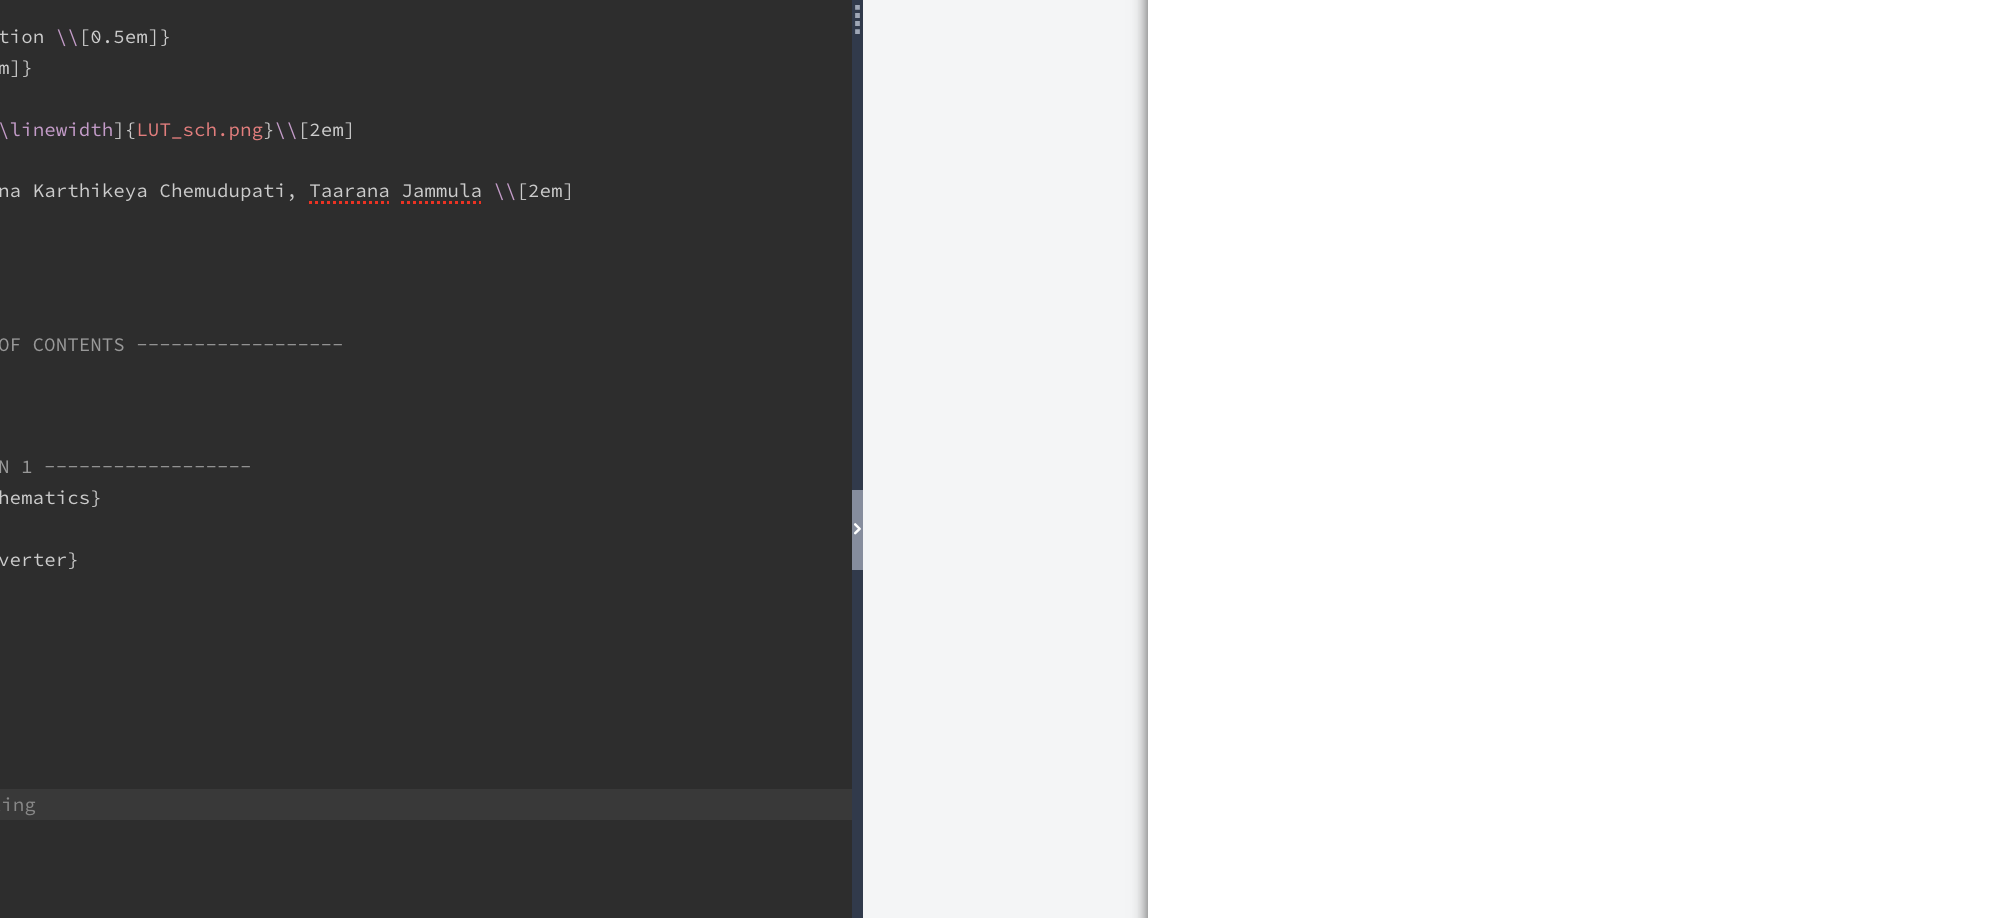 tion \\[0.5em]}
m]}
\linewidth]{LUT_sch.png}\\[2em]
na Karthikeya Chemudupati, Taarana Jammula \\[2em]
OF CONTENTS ------------------
N 1 ------------------
hematics}
verter}
ing